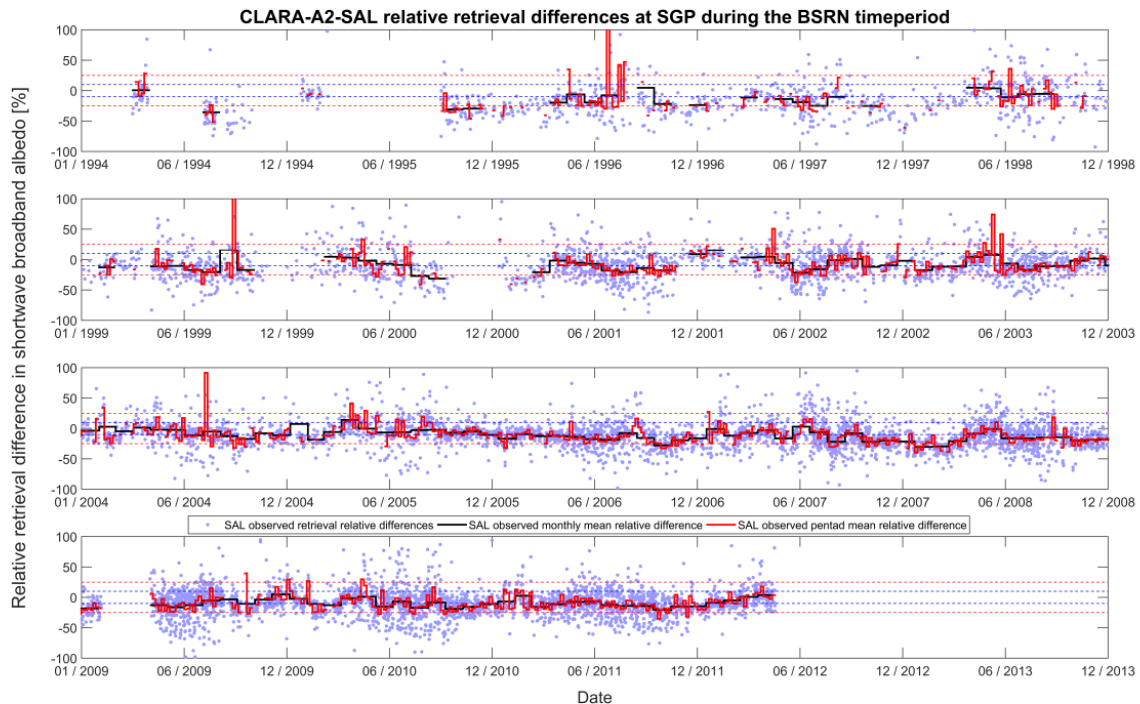 CLARA-A2-SAL relative retrieval differences at SGP during the BSRN timeperiod
Relative retrieval difference in shortwave broadband albedo [%]
100
50
0
-50
-100
01 / 1994 06 / 1994 12 / 1994 06 / 1995 12 / 1995 06 / 1996 12 / 1996 06 / 1997 12 / 1997 06 / 1998 12 / 1998
100
50
0
-50
-100
01 / 1999 06 / 1999 12 / 1999 06 / 2000 12 / 2000 06 / 2001 12 / 2001 06 / 2002 12 / 2002 06 / 2003 12 / 2003
100
50
0
-50
-100
01 / 2004 06 / 2004 12 / 2004 06 / 2005 12 / 2005 06 / 2006 12 / 2006 06 / 2007 12 / 2007 06 / 2008 12 / 2008
SAL observed retrieval relative differences SAL observed monthly mean relative difference SAL observed pentad mean relative difference
100
50
0
-50
-100
01 / 2009 06 / 2009 12 / 2009 06 / 2010 12 / 2010 06 / 2011 12 / 2011 06 / 2012 12 / 2012 06 / 2013 12 / 2013
Date